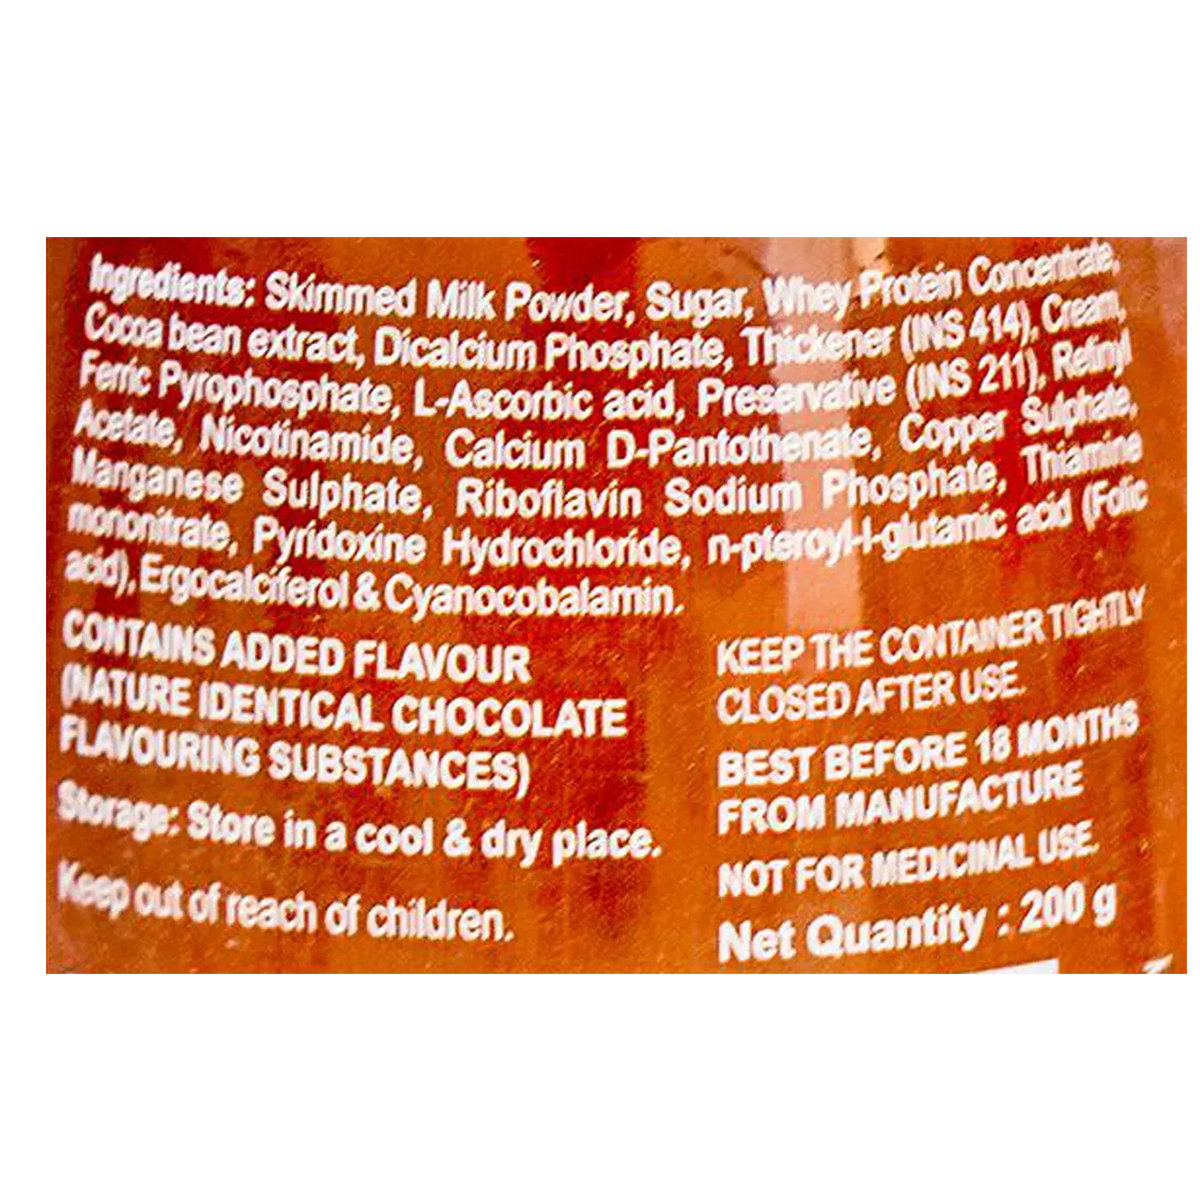 Ingredients: Skimmed Milk Powder, Sugar, Whey Protein Concentrate,
Cocoa bean extract, Dicalcium Phosphate, Thickener (INS 414), Cream,
Ferric Pyrophosphate, L-Ascorbic acid, Preservative (INS 211), Retinyl
Acetate, Nicotinamide, Calcium D-Pantothenate, Copper Sulphate,
Manganese Sulphate, Riboflavin Sodium Phosphate, Thiamine
mononitrate, Pyridoxine Hydrochloride, n-pteroyl-l-glutamic acid (Folic
acid), Ergocalciferol & Cyanocobalamin.
CONTAINS ADDED FLAVOUR
(NATURE IDENTICAL CHOCOLATE
FLAVOURING SUBSTANCES)
Storage: Store in a cool & dry place.
Keep out of reach of children.
KEEP THE CONTAINER TIGHTLY
CLOSED AFTER USE.
BEST BEFORE 18 MONTHS
FROM MANUFACTURE
NOT FOR MEDICINAL USE.
Net Quantity : 200 g